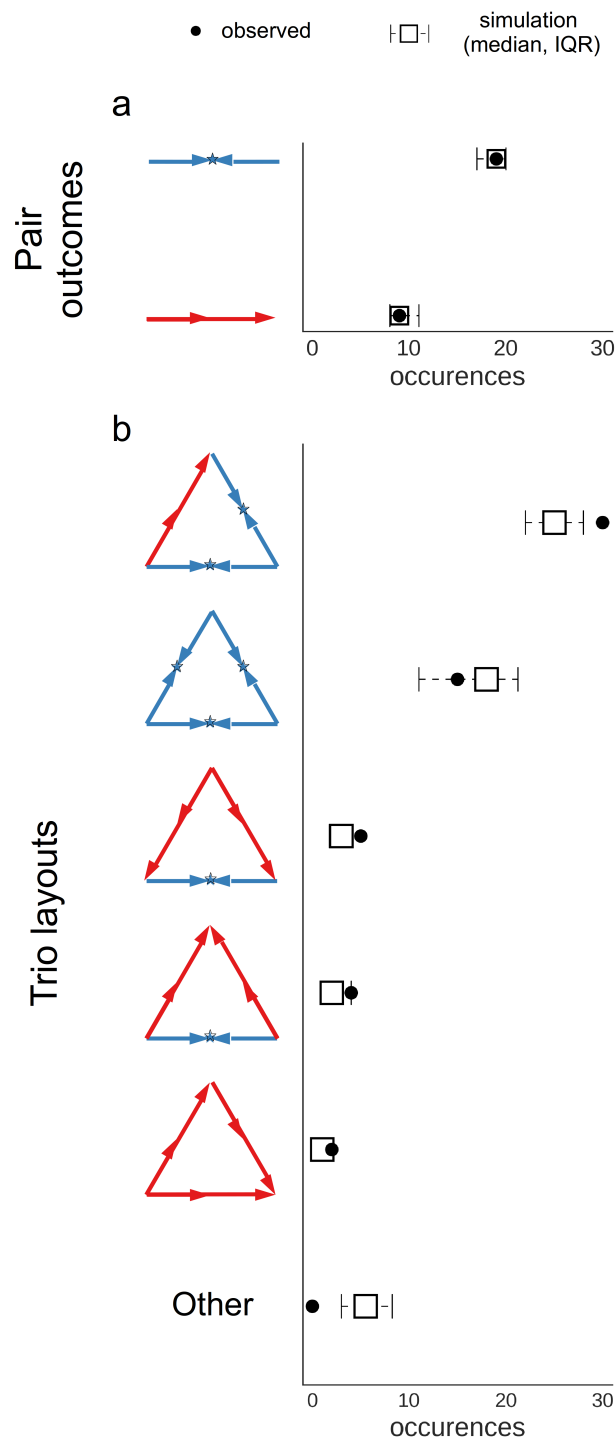 observed
simulation
(median, IQR)
a
Pair
outcomes
0 10 20 30
occurences
b
Trio layouts
Other
0 10 20 30
occurences